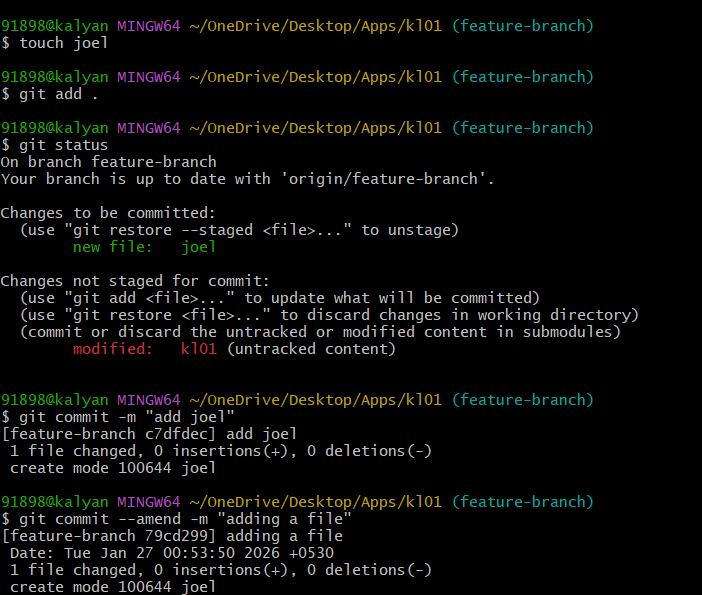 91898@kalyan MINGW64 ~/OneDrive/Desktop/Apps/kl01 (feature-branch)
$ touch joel
91898@kalyan MINGW64 ~/OneDrive/Desktop/Apps/kl01 (feature-branch)
$ git add .
91898@kalyan MINGW64 ~/OneDrive/Desktop/Apps/kl01 (feature-branch)
$ git status
On branch feature-branch
Your branch is up to date with 'origin/feature-branch'.
Changes to be committed:
  (use "git restore --staged <file>..." to unstage)
        new file:   joel
Changes not staged for commit:
  (use "git add <file>..." to update what will be committed)
  (use "git restore <file>..." to discard changes in working directory)
  (commit or discard the untracked or modified content in submodules)
        modified:   kl01 (untracked content)
91898@kalyan MINGW64 ~/OneDrive/Desktop/Apps/kl01 (feature-branch)
$ git commit -m "add joel"
[feature-branch c7dfdec] add joel
 1 file changed, 0 insertions(+), 0 deletions(-)
 create mode 100644 joel
91898@kalyan MINGW64 ~/OneDrive/Desktop/Apps/kl01 (feature-branch)
$ git commit --amend -m "adding a file"
[feature-branch 79cd299] adding a file
 Date: Tue Jan 27 00:53:50 2026 +0530
 1 file changed, 0 insertions(+), 0 deletions(-)
 create mode 100644 joel